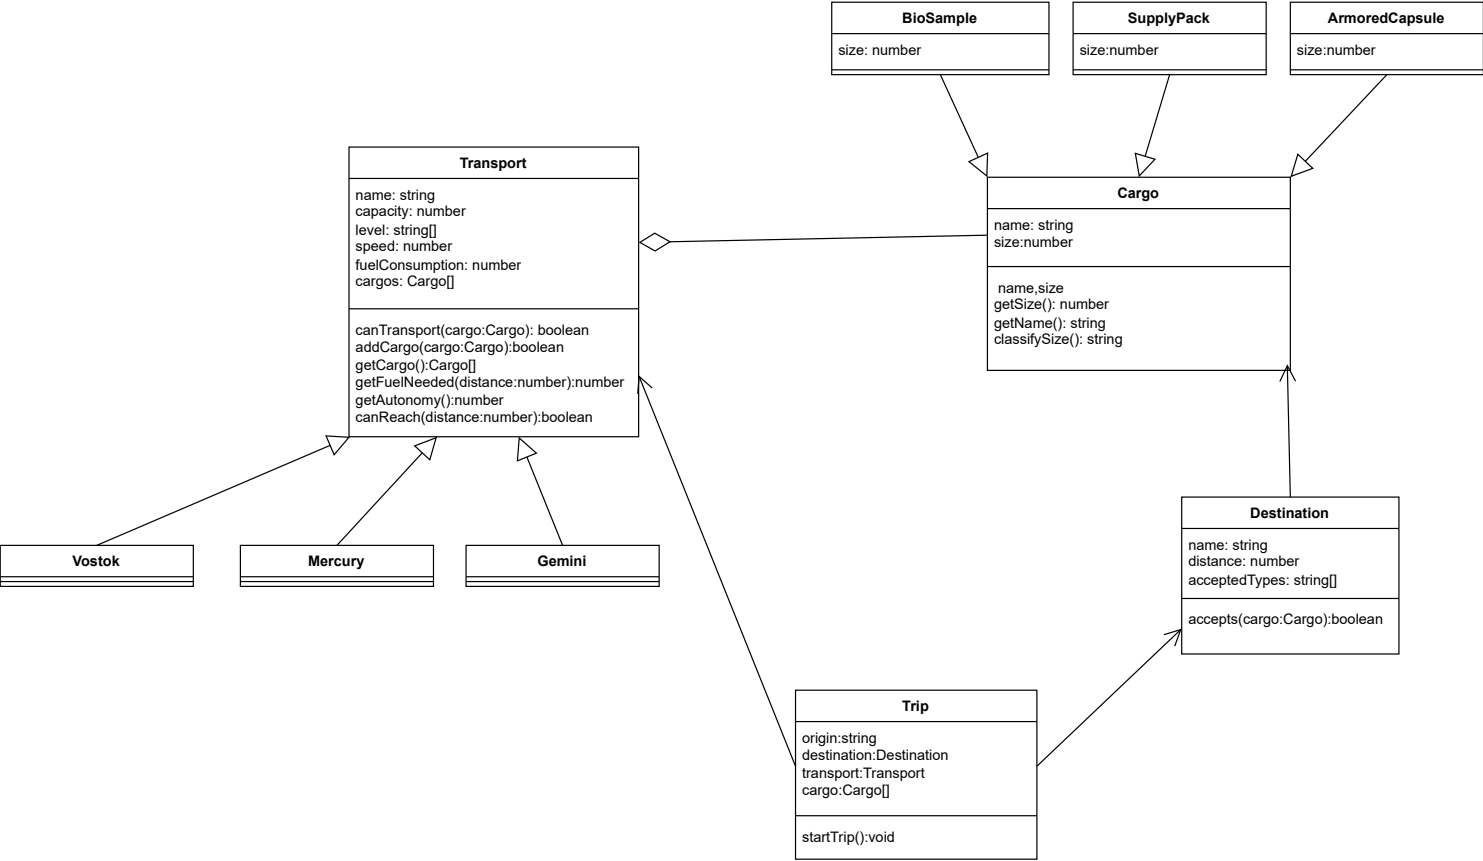 BioSample
size: number
SupplyPack
size:number
ArmoredCapsule
size:number
Transport
name: string
capacity: number
level: string[]
speed: number
fuelConsumption: number
cargos: Cargo[]
canTransport(cargo:Cargo): boolean
addCargo(cargo:Cargo):boolean
getCargo():Cargo[]
getFuelNeeded(distance:number):number
getAutonomy():number
canReach(distance:number):boolean
Cargo
name: string
size:number
name,size
getSize(): number
getName(): string
classifySize(): string
Vostok
Mercury
Gemini
Destination
name: string
distance: number
acceptedTypes: string[]
accepts(cargo:Cargo):boolean
Trip
origin:string
destination:Destination
transport:Transport
cargo:Cargo[]
startTrip():void